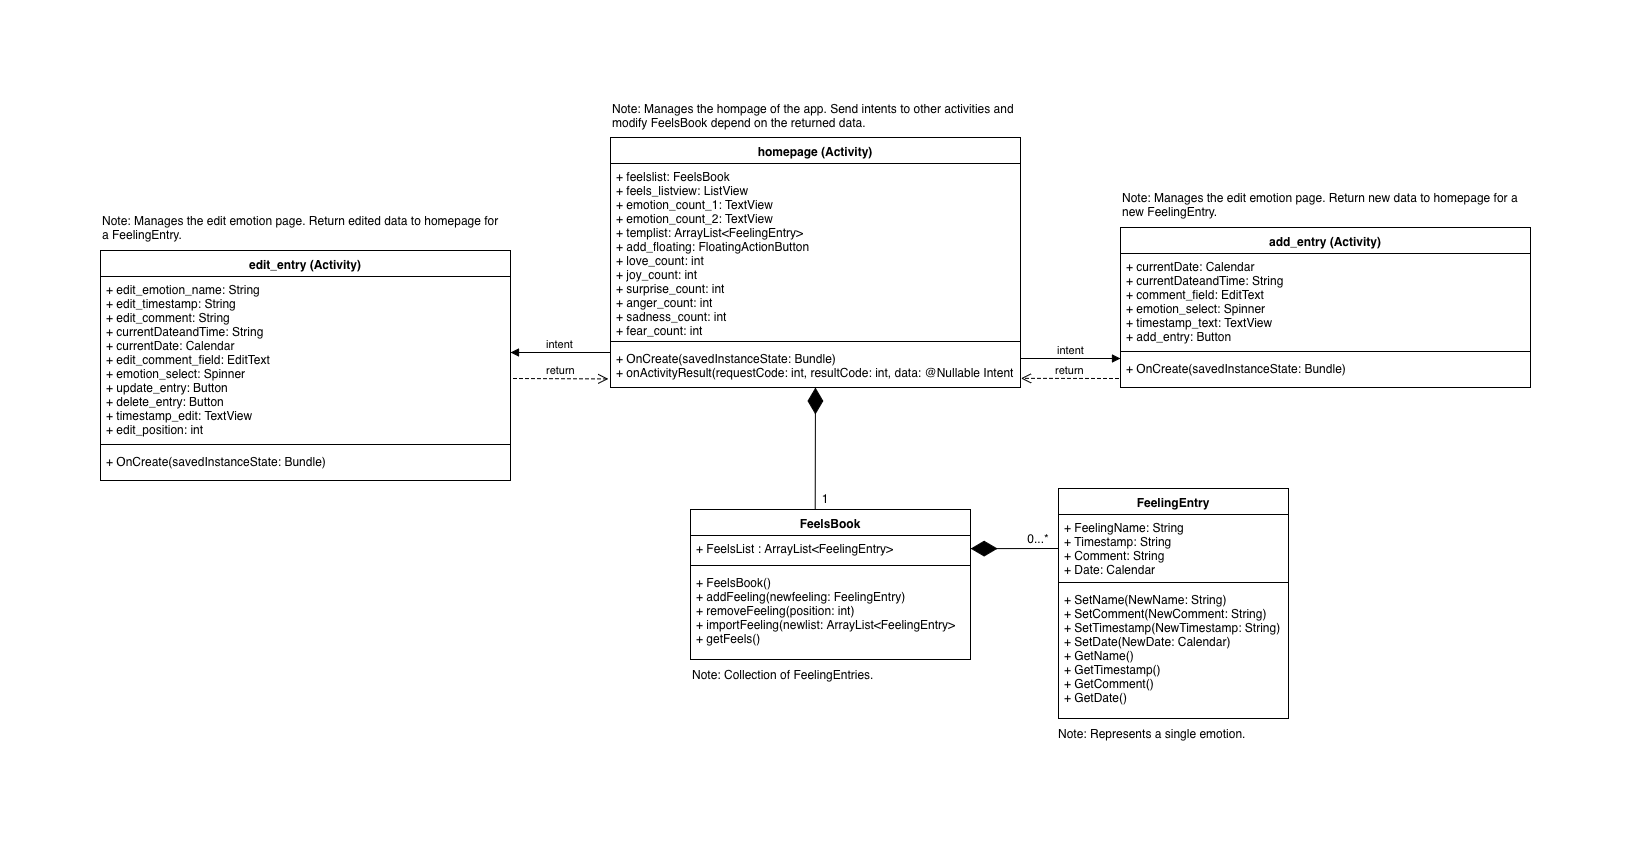 Note: Manages the hompage of the app. Send intents to other activities and
modify FeelsBook depend on the returned data.
homepage (Activity)
+ feelslist: FeelsBook
+ feels_listview: ListView
+ emotion_count_1: TextView
+ emotion_count_2: TextView
+ templist: ArrayList<FeelingEntry>
+ add_floating: FloatingActionButton
+ love_count: int
+ joy_count: int
+ surprise_count: int
+ anger_count: int
+ sadness_count: int
+ fear_count: int
+ OnCreate(savedInstanceState: Bundle)
+ onActivityResult(requestCode: int, resultCode: int, data: @Nullable Intent
Note: Manages the edit emotion page. Return edited data to homepage for
a FeelingEntry.
edit_entry (Activity)
+ edit_emotion_name: String
+ edit_timestamp: String
+ edit_comment: String
+ currentDateandTime: String
+ currentDate: Calendar
+ edit_comment_field: EditText
+ emotion_select: Spinner
+ update_entry: Button
+ delete_entry: Button
+ timestamp_edit: TextView
+ edit_position: int
+ OnCreate(savedInstanceState: Bundle)
intent
return
intent
return
Note: Manages the edit emotion page. Return new data to homepage for a
new FeelingEntry.
add_entry (Activity)
+ currentDate: Calendar
+ currentDateandTime: String
+ comment_field: EditText
+ emotion_select: Spinner
+ timestamp_text: TextView
+ add_entry: Button
+ OnCreate(savedInstanceState: Bundle)
1
FeelsBook
+ FeelsList : ArrayList<FeelingEntry>
+ FeelsBook()
+ addFeeling(newfeeling: FeelingEntry)
+ removeFeeling(position: int)
+ importFeeling(newlist: ArrayList<FeelingEntry>
+ getFeels()
Note: Collection of FeelingEntries.
0...*
FeelingEntry
+ FeelingName: String
+ Timestamp: String
+ Comment: String
+ Date: Calendar
+ SetName(NewName: String)
+ SetComment(NewComment: String)
+ SetTimestamp(NewTimestamp: String)
+ SetDate(NewDate: Calendar)
+ GetName()
+ GetTimestamp()
+ GetComment()
+ GetDate()
Note: Represents a single emotion.